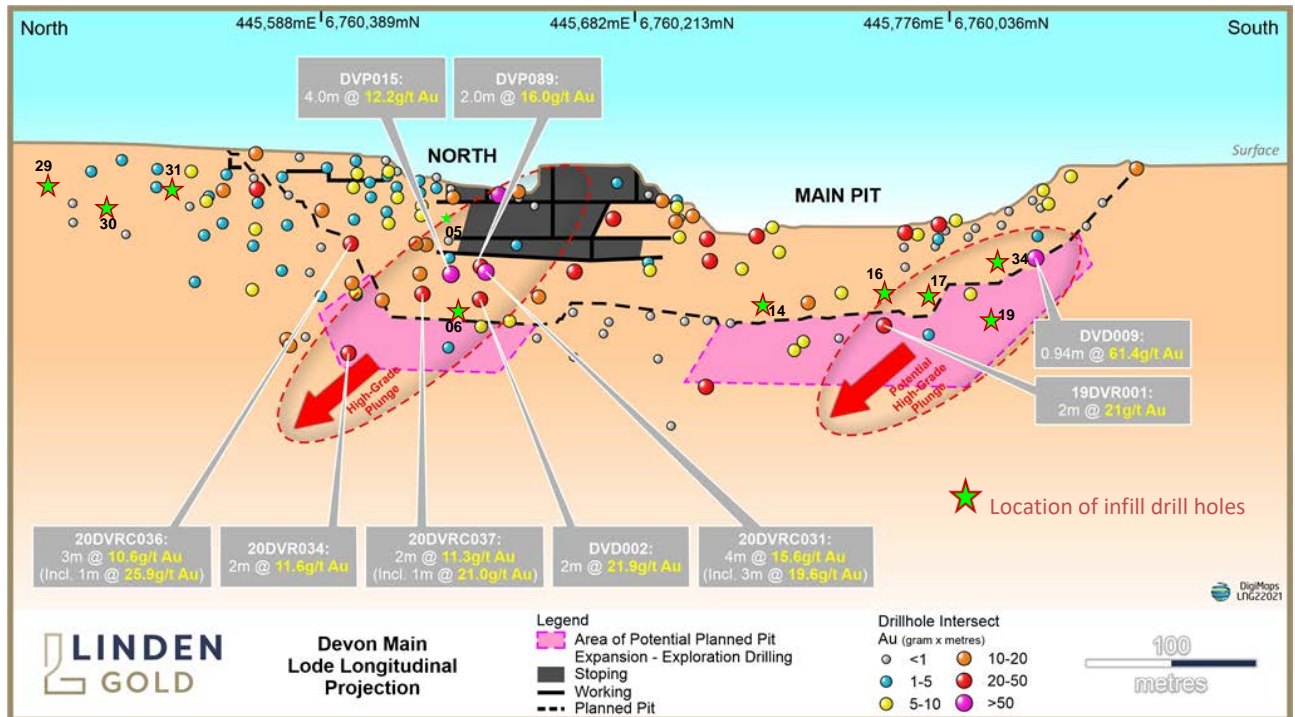 North
445,588mE 6,760,389mN
445,682mE 6,760,213mN
445,776mE 6,760,036mN
South
DVP015:
4.0m @ 12.2g/t Au
DVP089:
2.0m @ 16.0g/t Au
NORTH
MAIN PIT
Surface
29
30
31
05
06
14
16
17
34
19
High-Grade
Plunge
Potential
High-Grade
Plunge
DVD009:
0.94m @ 61.4g/t Au
19DVR001:
2m @ 21g/t Au
Location of infill drill holes
20DVRC036:
3m @ 10.6g/t Au
(Incl. 1m @ 25.9g/t Au)
20DVR034:
2m @ 11.6g/t Au
20DVRC037:
2m @ 11.3g/t Au
(Incl. 1m @ 21.0g/t Au)
DVD002:
2m @ 21.9g/t Au
20DVRC031:
4m @ 15.6g/t Au
(Incl. 3m @ 19.6g/t Au)
DigiMaps
LNG22021
LINDEN
GOLD
Devon Main
Lode Longitudinal
Projection
Legend
Area of Potential Planned Pit
Expansion - Exploration Drilling
Stoping
Working
Planned Pit
Drillhole Intersect
Au (gram x metres)
<1
1-5
5-10
10-20
20-50
>50
100
metres